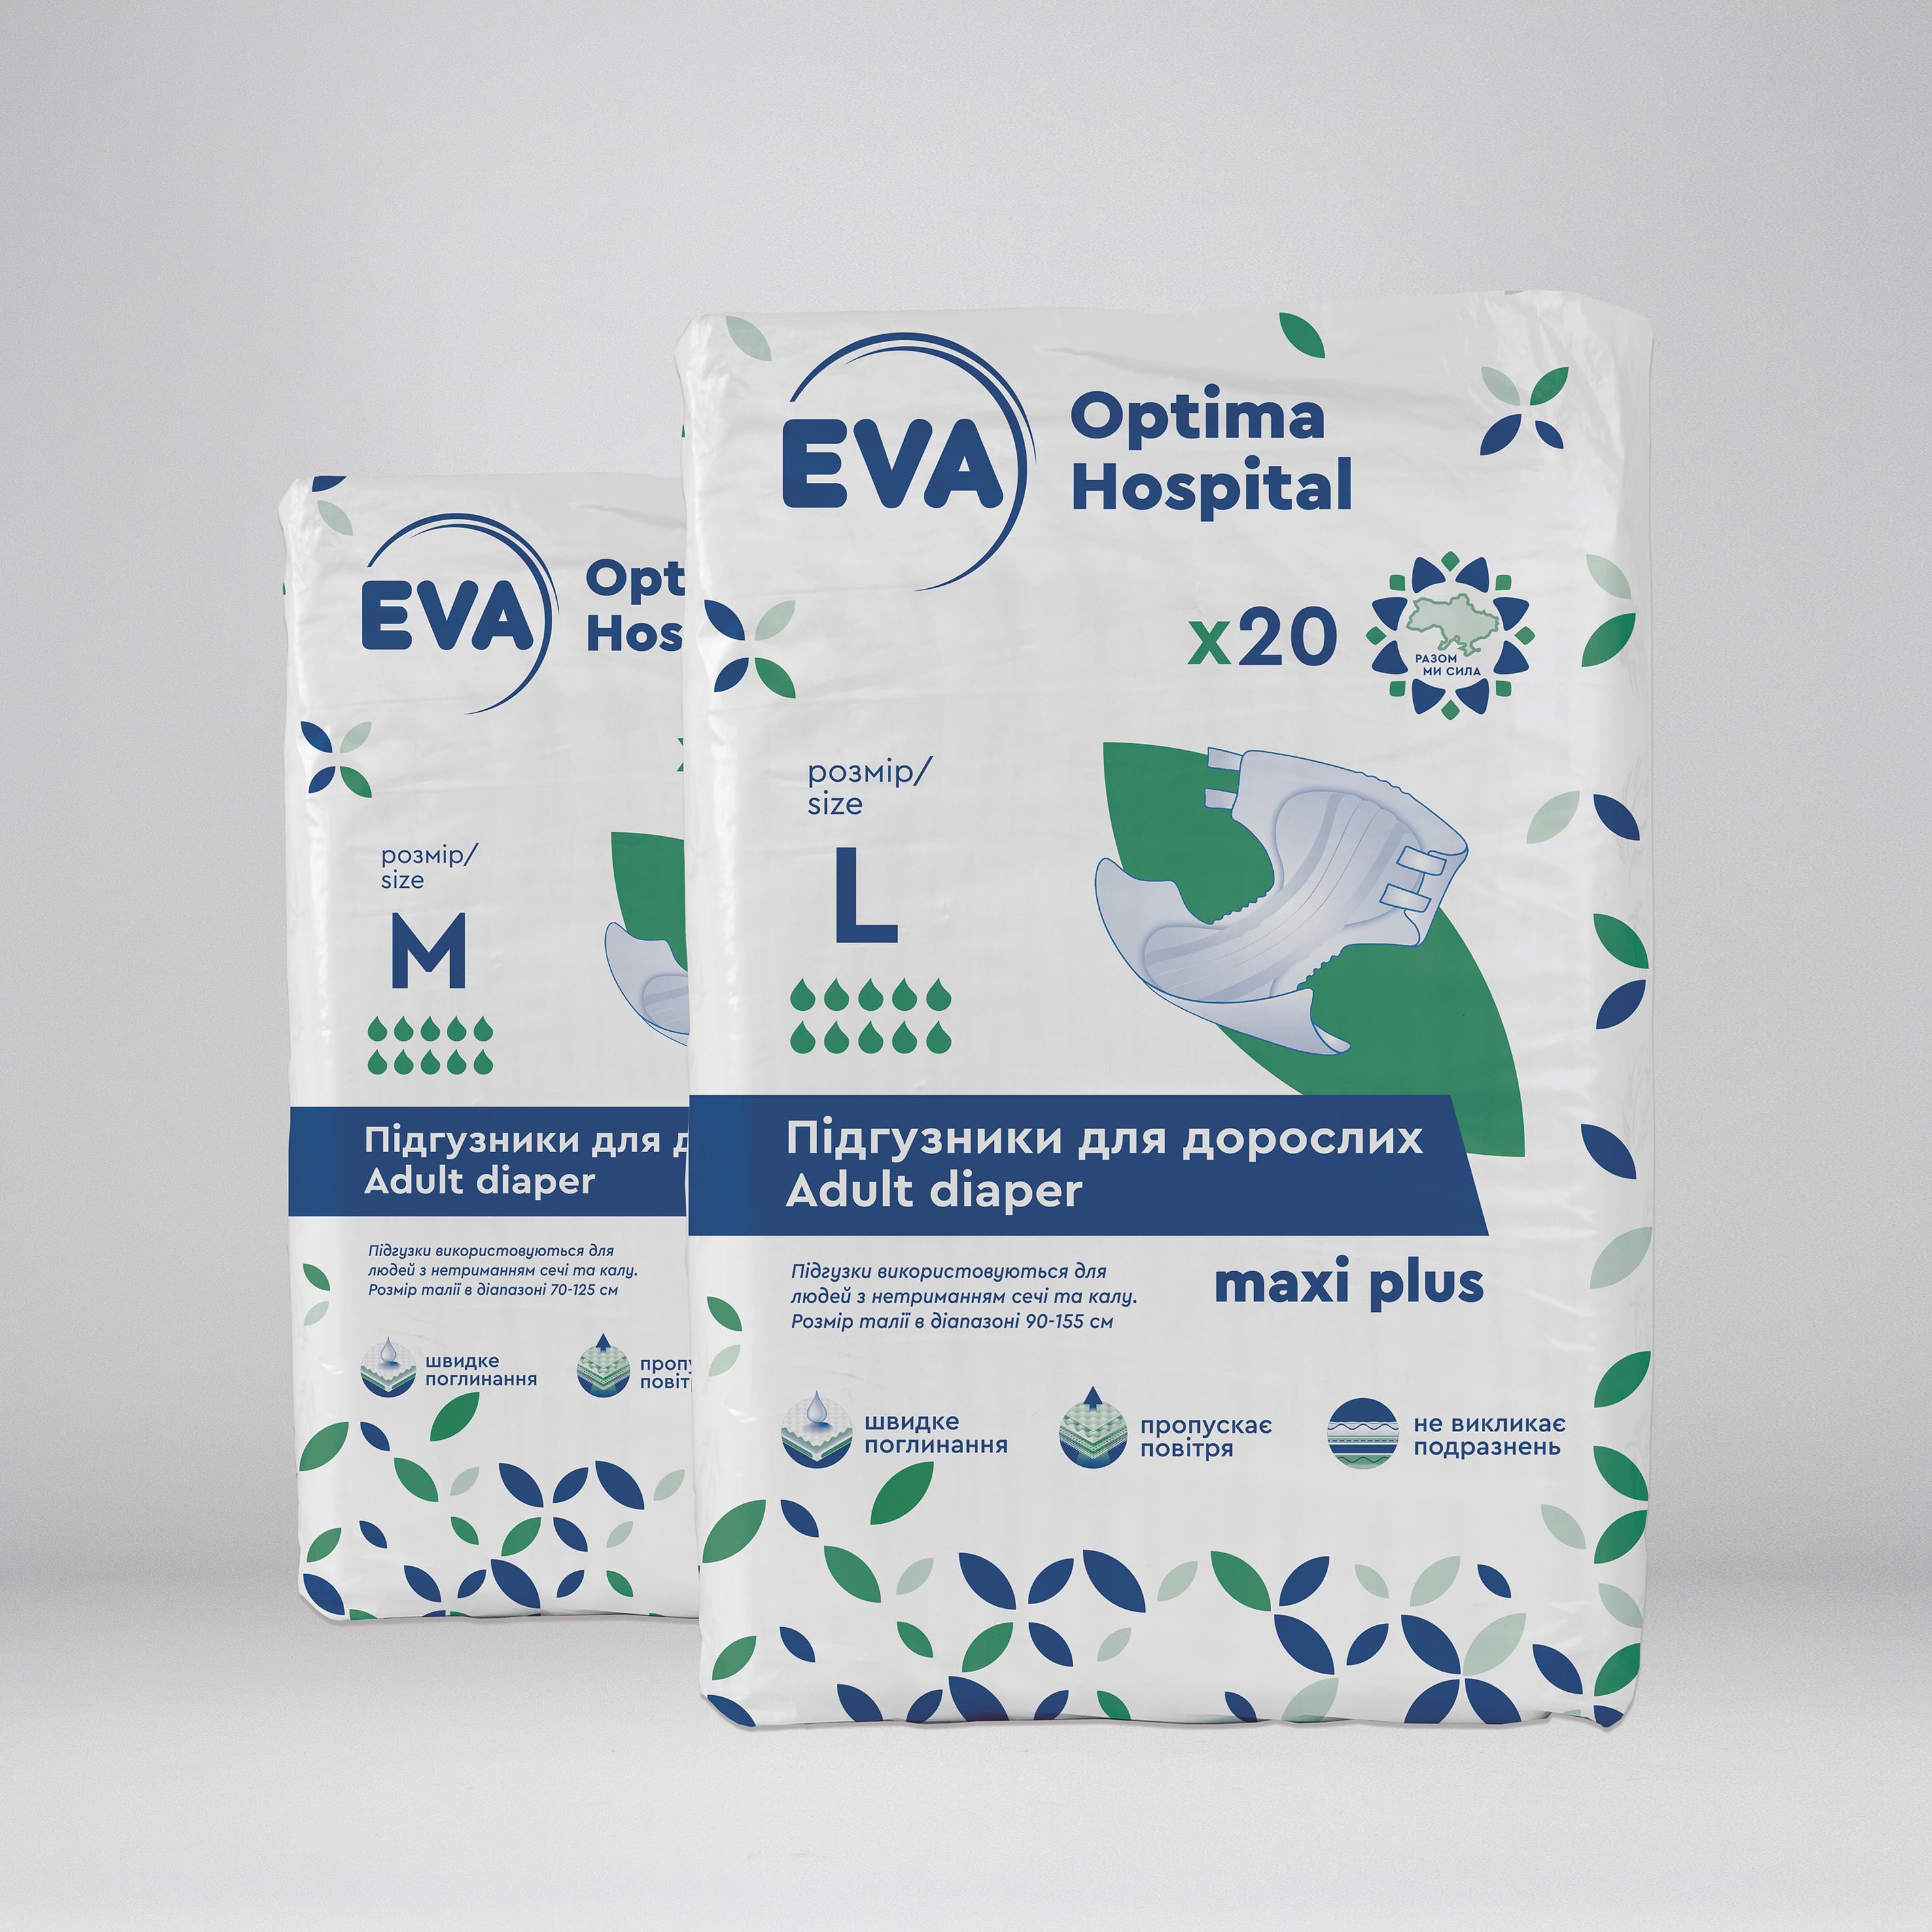 EVA
Optima
Hospital
x20
РАЗОМ
МИ СИЛА
розмір/
size
L
Підгузники для дорослих
Adult diaper
maxi plus
Підгузки використовуються для
людей з нетриманням сечі та калу.
Розмір талії в діапазоні 90-155 см
швидке
поглинання
пропускає
повітря
не викликає
подразнень
EVA
Opt
Hos
розмір/
size
M
Підгузники для д
Adult diaper
Підгузки використовуються для
людей з нетриманням сечі та калу.
Розмір талії в діапазоні 70-125 см
швидке
поглинання
пропу
повіт